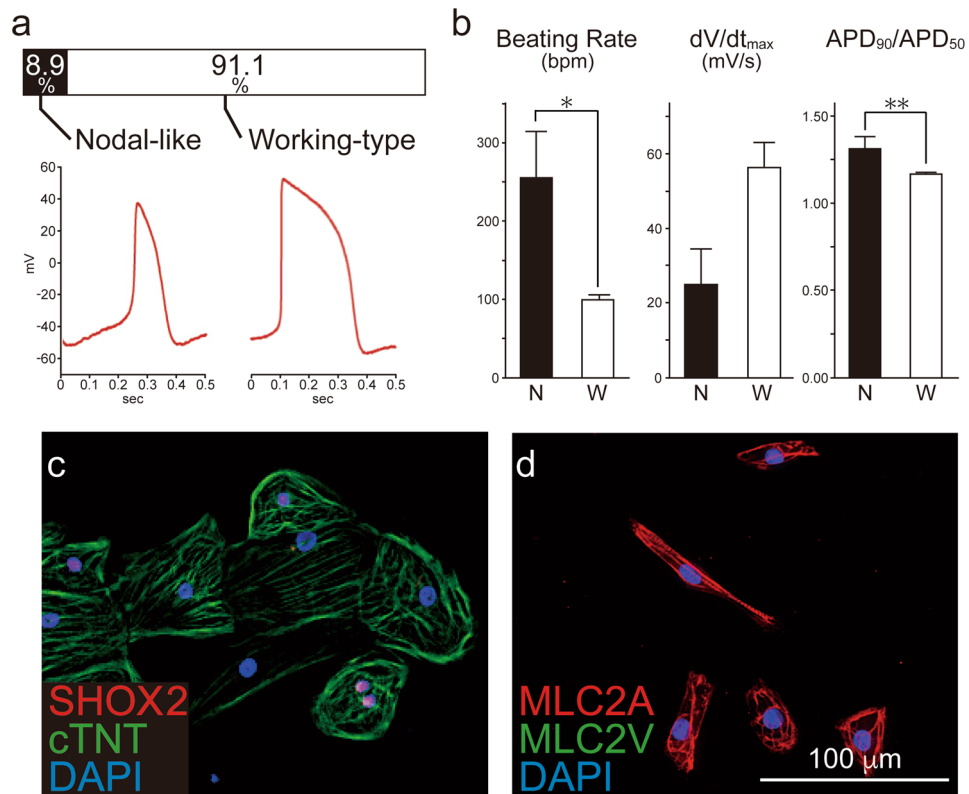 a
8.9
%
91.1
%
Nodal-like
Working-type
60
40
20
0
-20
-40
-60
mV
0 0.1 0.2 0.3 0.4 0.5
sec
0 0.1 0.2 0.3 0.4 0.5
sec
b
Beating Rate
(bpm)
*
300
250
200
100
0
N W
dV/dtmax
(mV/s)
60
40
20
0
N W
APD90/APD50
**
1.50
1.00
0.00
N W
c
SHOX2
cTNT
DAPI
d
MLC2A
MLC2V
DAPI
100 μm